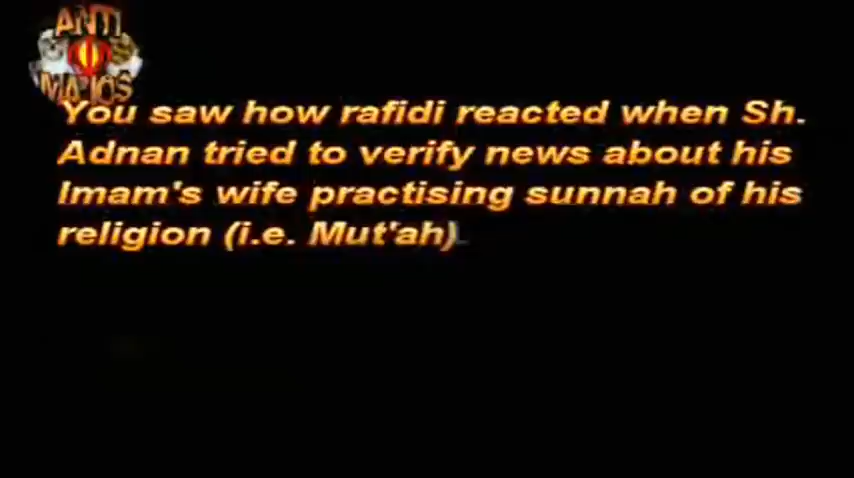 ANTI
MAJOS
You saw how rafidi reacted when Sh.
Adnan tried to verify news about his
Imam's wife practising sunnah of his
religion (i.e. Mut'ah)